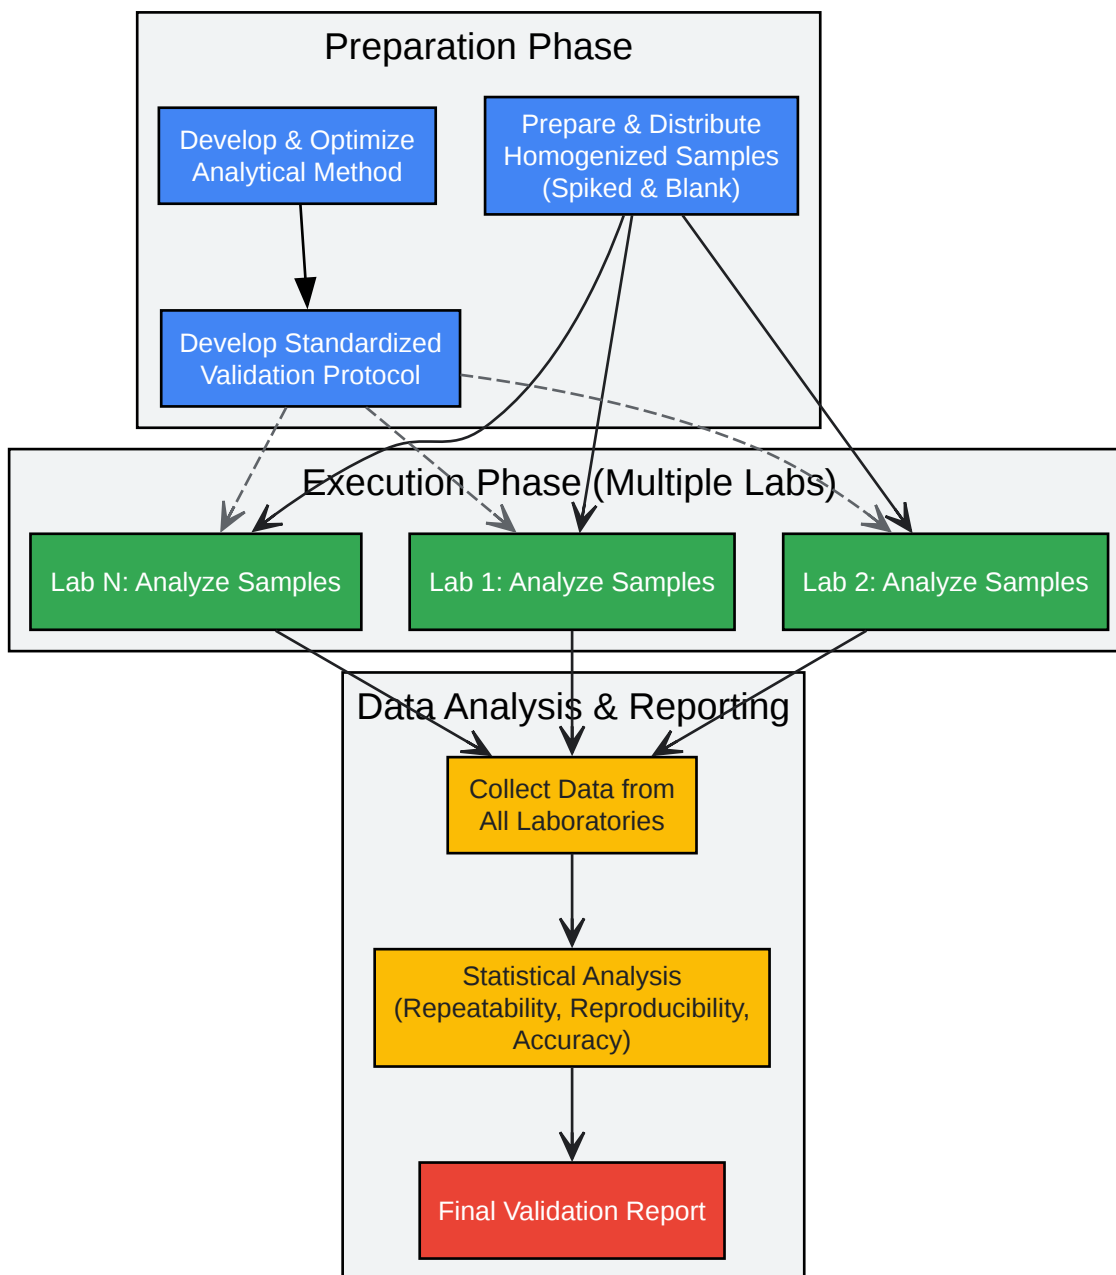 Preparation Phase
Develop & Optimize
Analytical Method
Prepare & Distribute
Homogenized Samples
(Spiked & Blank)
Develop Standardized
Validation Protocol
Execution Phase (Multiple Labs)
Lab N: Analyze Samples
Lab 1: Analyze Samples
Lab 2: Analyze Samples
Data Analysis & Reporting
Collect Data from
All Laboratories
Statistical Analysis
(Repeatability, Reproducibility,
Accuracy)
Final Validation Report